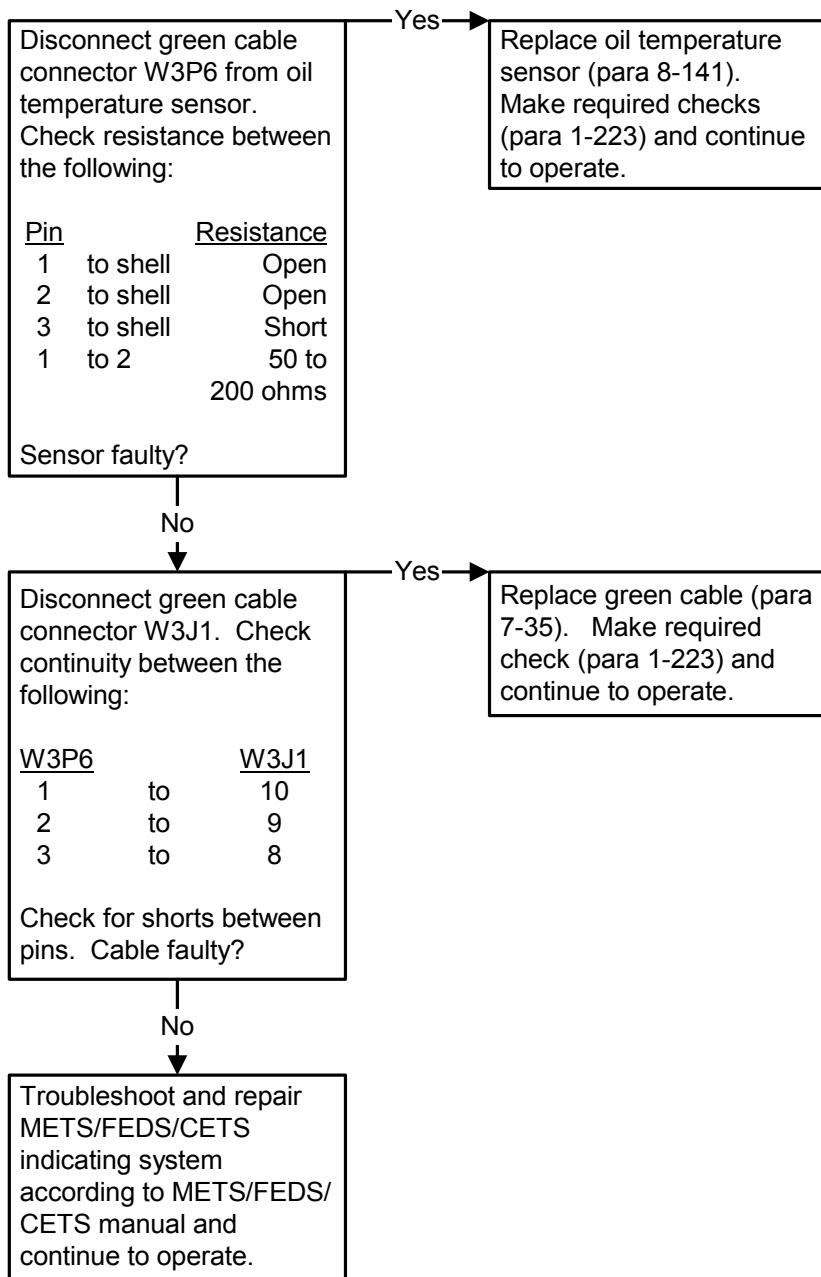 Disconnect green cable
connector W3P6 from oil
temperature sensor.
Check resistance between
the following:
Pin Resistance
1 to shell Open
2 to shell Open
3 to shell Short
1 to 2 50 to
200 ohms
Sensor faulty?
Yes
Replace oil temperature
sensor (para 8-141).
Make required checks
(para 1-223) and continue
to operate.
No
Disconnect green cable
connector W3J1. Check
continuity between the
following:
W3P6 W3J1
1 to 10
2 to 9
3 to 8
Check for shorts between
pins. Cable faulty?
Yes
Replace green cable (para
7-35). Make required
check (para 1-223) and
continue to operate.
No
Troubleshoot and repair
METS/FEDS/CETS
indicating system
according to METS/FEDS/
CETS manual and
continue to operate.